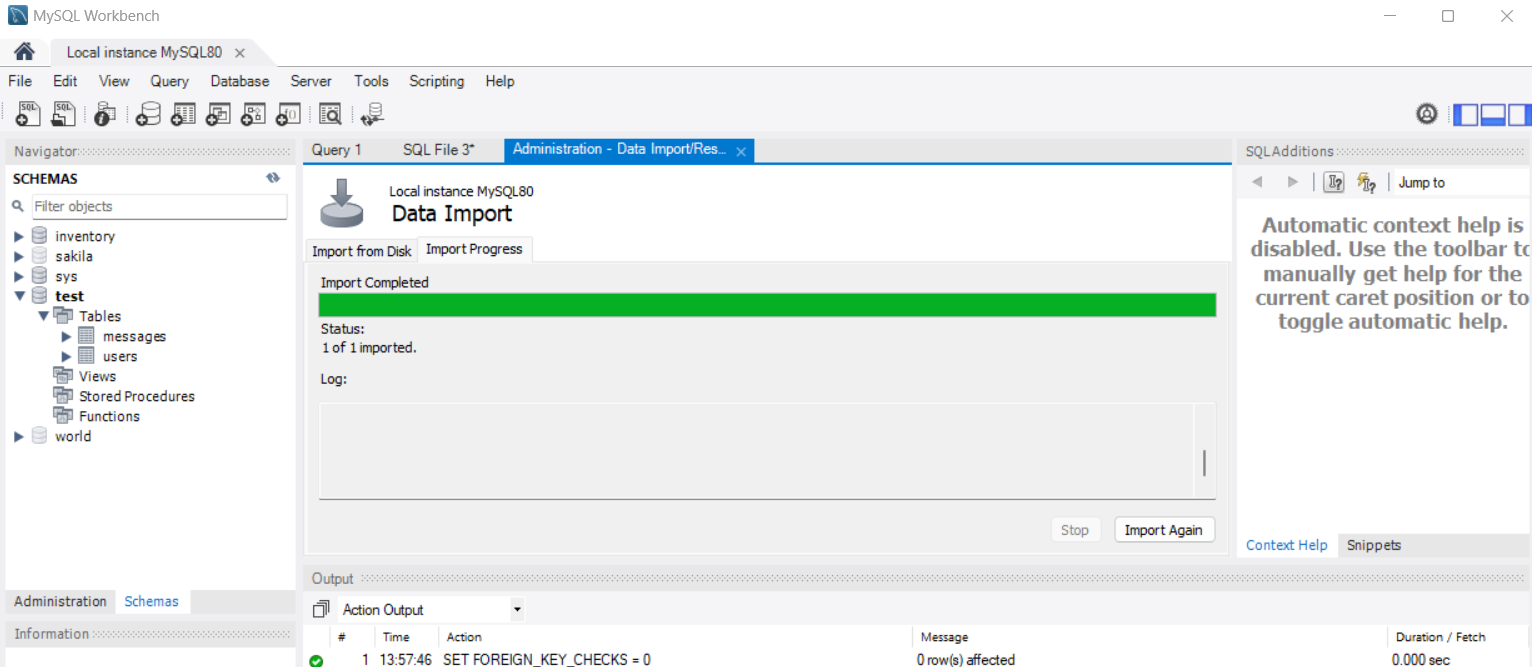 MySQL Workbench
Local instance MySQL80
File Edit View Query Database Server Tools Scripting Help
Navigator
SCHEMAS
Filter objects
inventory
sakila
sys
test
Tables
messages
users
Views
Stored Procedures
Functions
world
Administration Schemas
Information
Query 1 SQL File 3* Administration - Data Import/Res...
Local instance MySQL80
Data Import
Import from Disk Import Progress
Import Completed
Status:
1 of 1 imported.
Log:
Stop Import Again
SQLAdditions
Jump to
Automatic context help is
disabled. Use the toolbar to
manually get help for the
current caret position or to
toggle automatic help.
Context Help Snippets
Output
Action Output
# Time Action Message Duration / Fetch
1 13:57:46 SET FOREIGN_KEY_CHECKS = 0 0 row(s) affected 0.000 sec